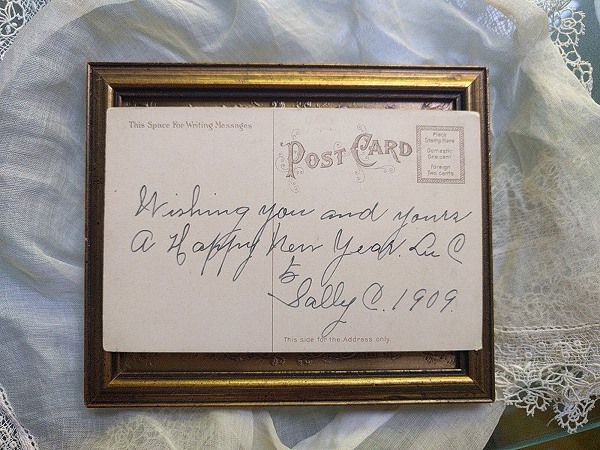 This Space For Writing Messages
POST CARD
Place
Stamp Here
Domestic
One cent
Foreign
Two cents
Wishing you and yours
A Happy New Year. Lu C
to
Sally C. 1909.
This side for the Address only.